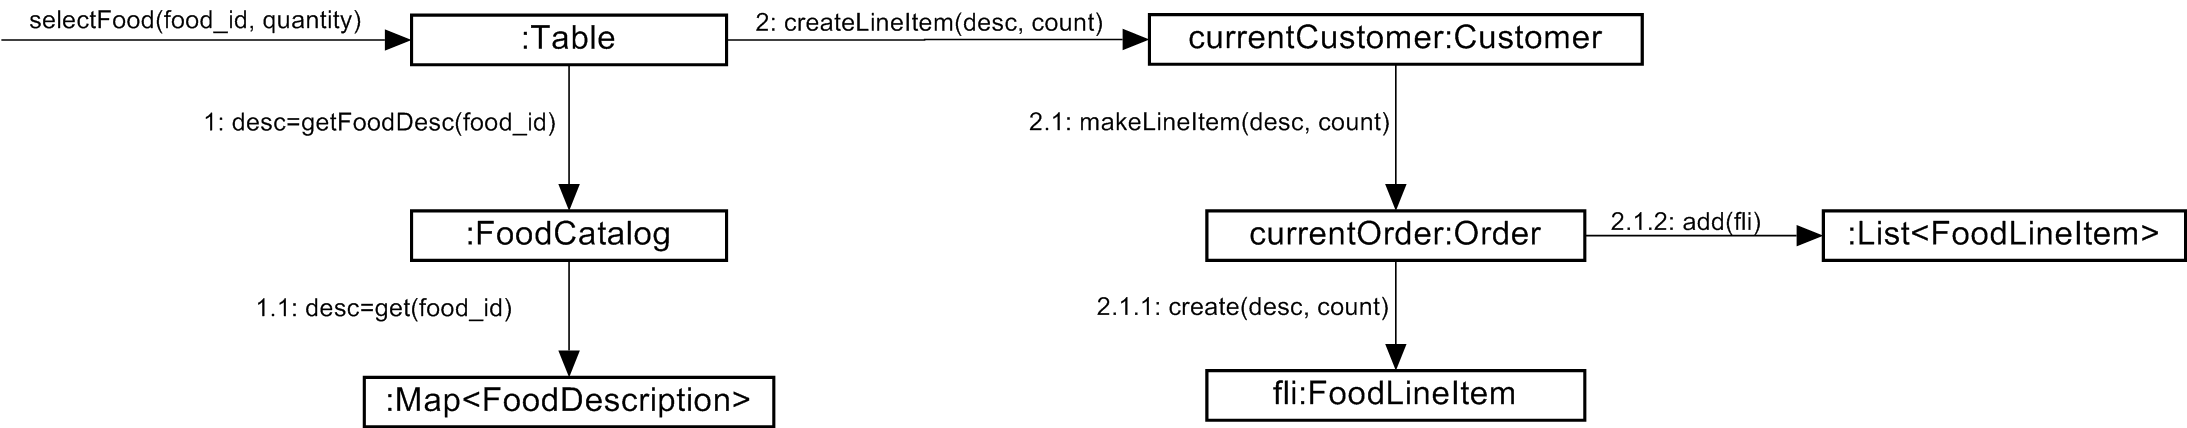 selectFood(food_id, quantity)
:Table
2: createLineItem(desc, count)
currentCustomer:Customer
1: desc=getFoodDesc(food_id)
2.1: makeLineItem(desc, count)
:FoodCatalog
currentOrder:Order
2.1.2: add(fli)
:List<FoodLineItem>
1.1: desc=get(food_id)
2.1.1: create(desc, count)
:Map<FoodDescription>
fli:FoodLineItem